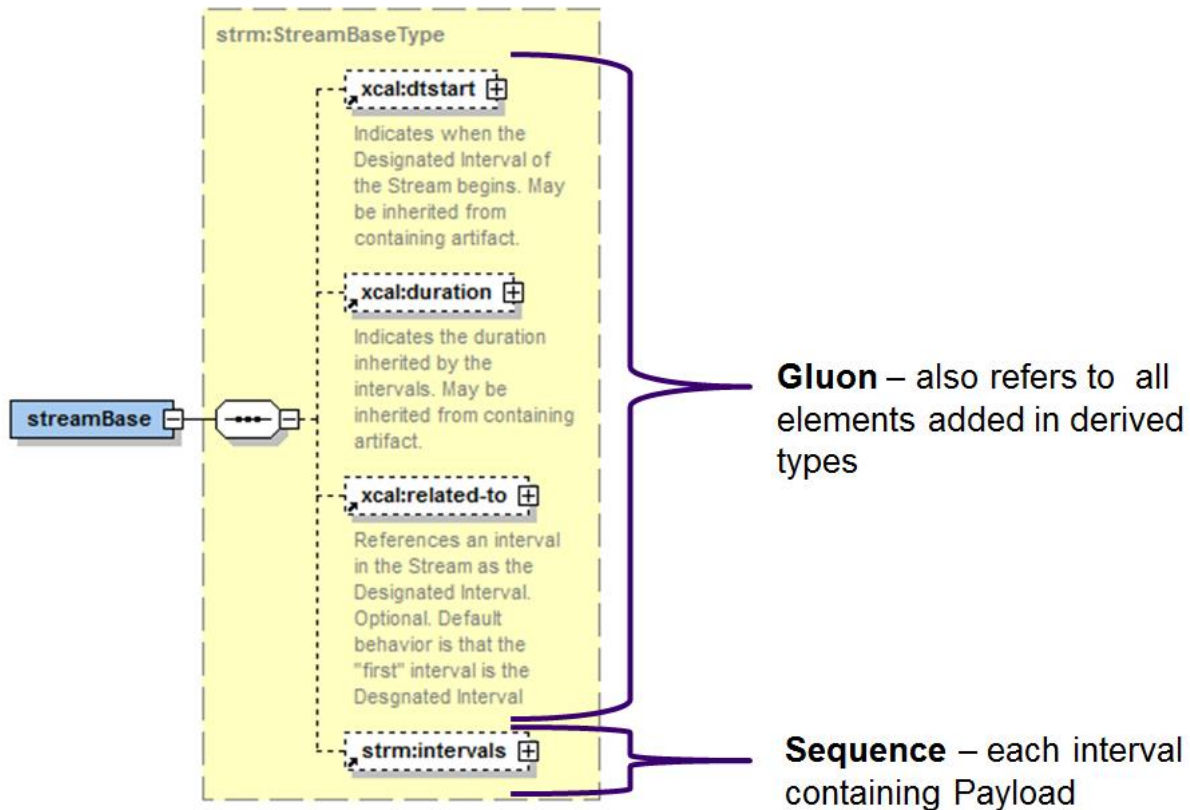 strm:StreamBaseType
xcal:dtstart
Indicates when the
Designated Interval of
the Stream begins. May
be inherited from
containing artifact.
xcal:duration
Indicates the duration
inherited by the
intervals. May be
inherited from containing
artifact.
streamBase
Gluon – also refers to all
elements added in derived
types
xcal:related-to
References an interval
in the Stream as the
Designated Interval.
Optional. Default
behavior is that the
"first" interval is the
Desgnated Interval
strm:intervals
Sequence – each interval
containing Payload